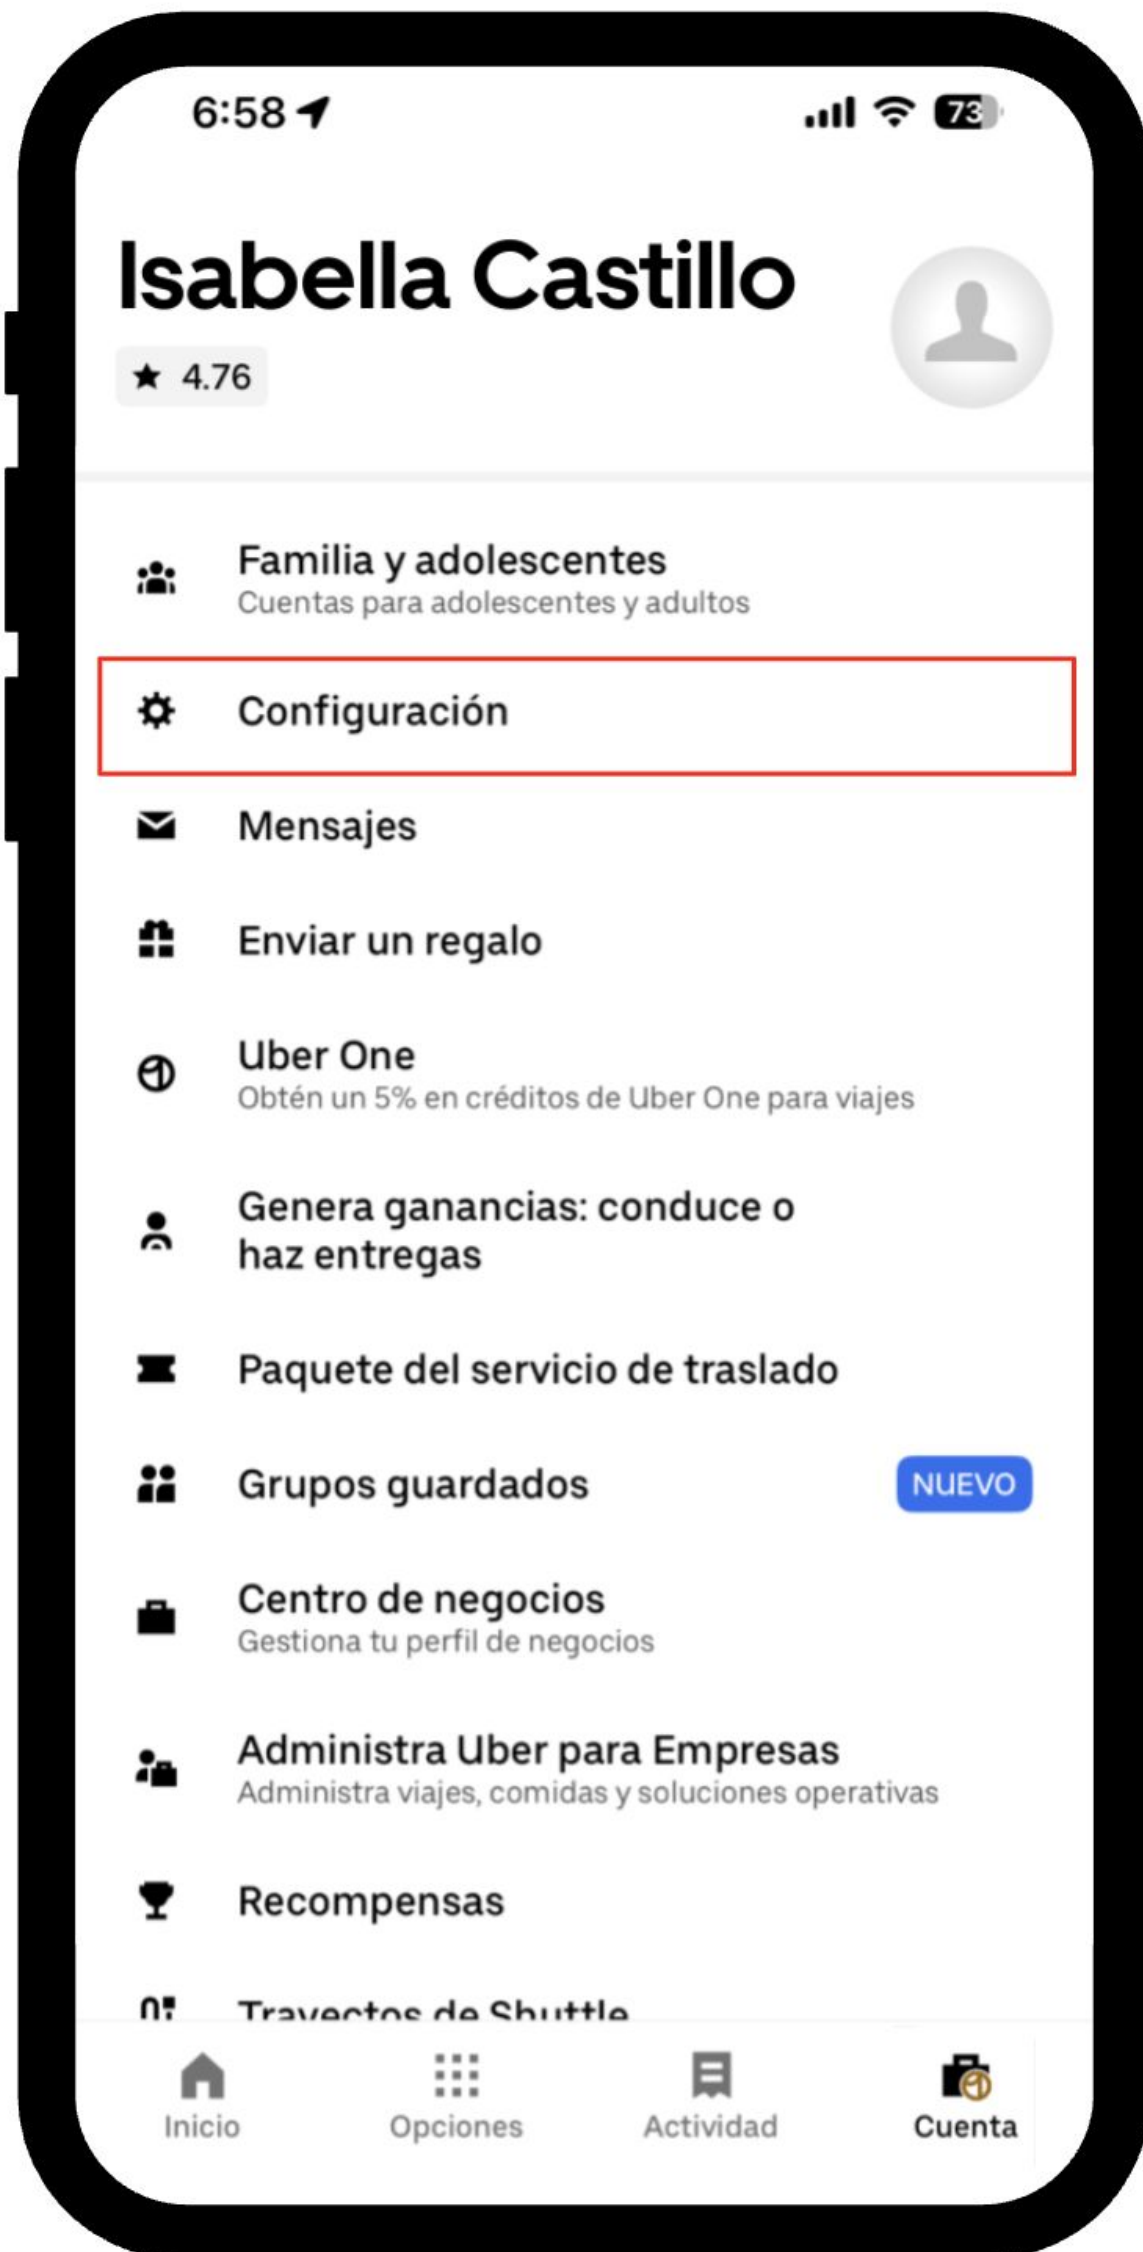 6:58
73
Isabella Castillo
4.76
Familia y adolescentes
Cuentas para adolescentes y adultos
Configuración
Mensajes
Enviar un regalo
Uber One
Obtén un 5% en créditos de Uber One para viajes
Genera ganancias: conduce o
haz entregas
Paquete del servicio de traslado
Grupos guardados
NUEVO
Centro de negocios
Gestiona tu perfil de negocios
Administra Uber para Empresas
Administra viajes, comidas y soluciones operativas
Recompensas
Trayectos de Shuttle
Inicio
Opciones
Actividad
Cuenta